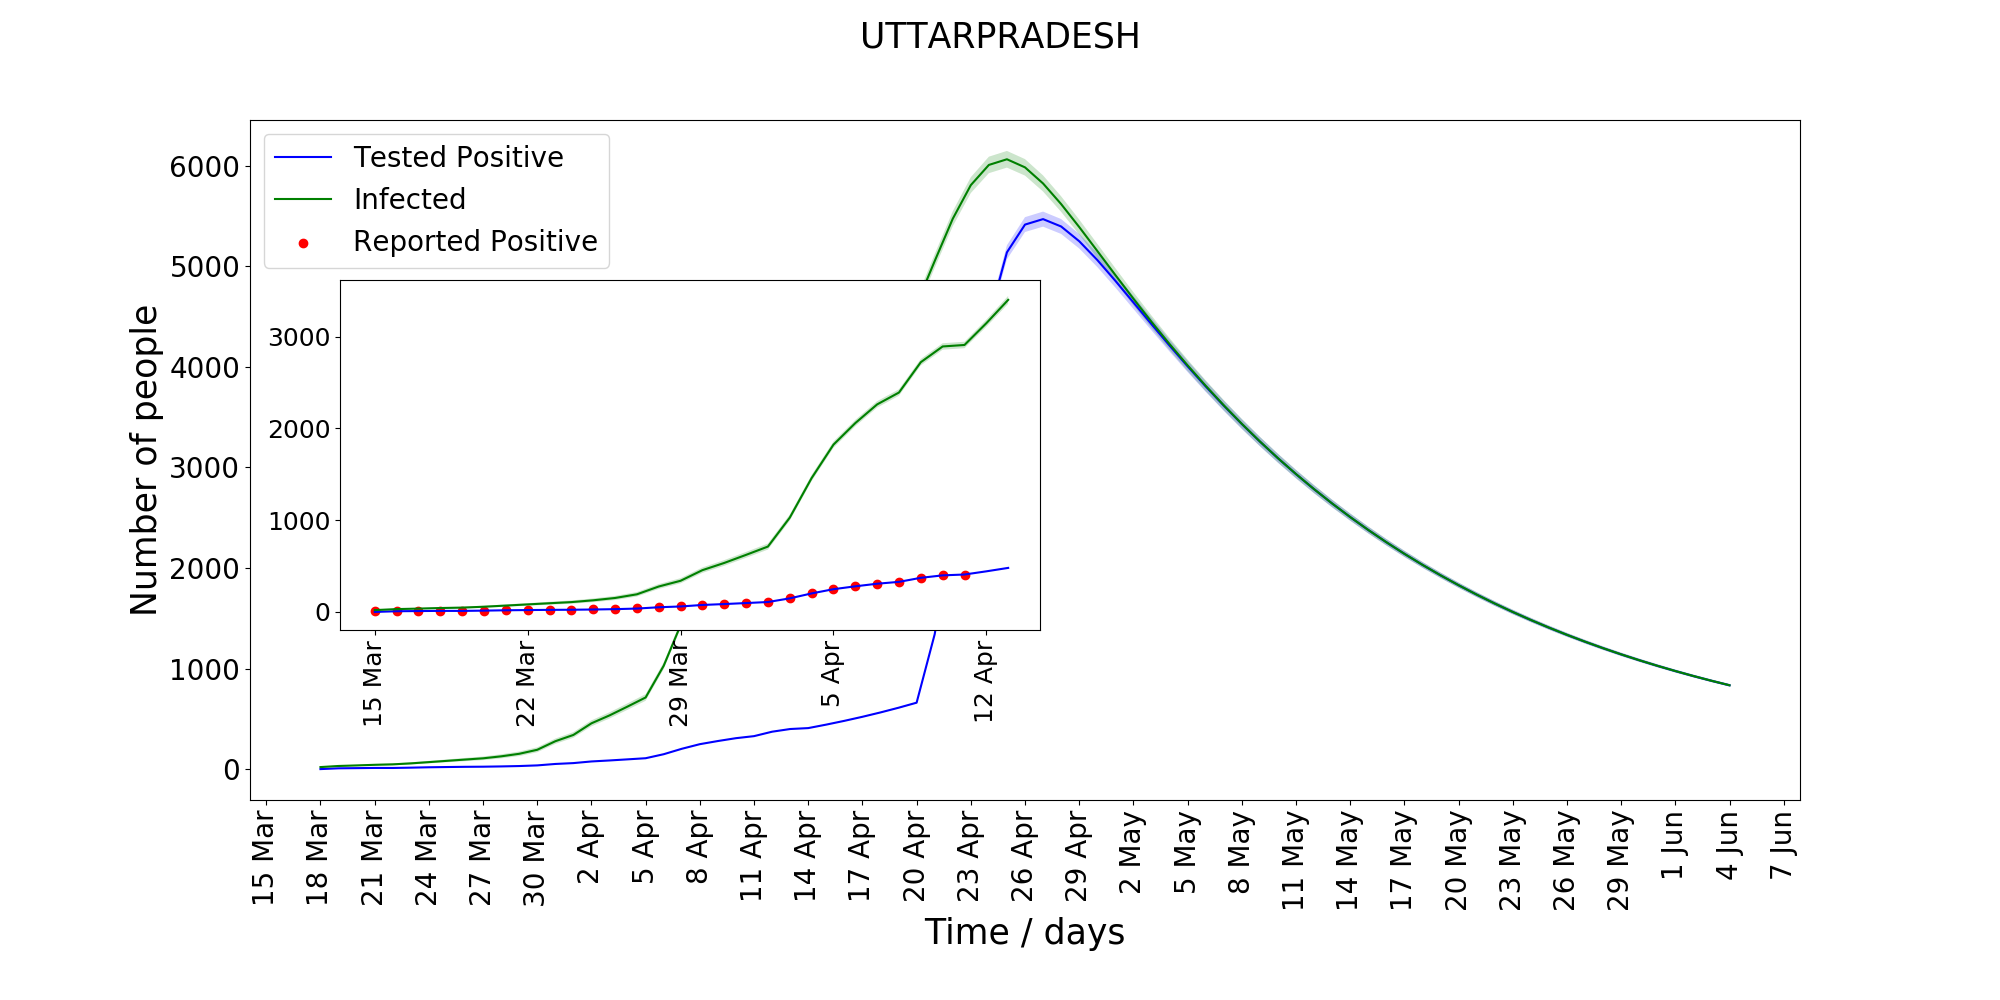 UTTARPRADESH
Tested Positive
Infected
Reported Positive
Number of people
6000
5000
4000
3000
2000
1000
0
3000
2000
1000
0
15 Mar
22 Mar
29 Mar
5 Apr
12 Apr
15 Mar
18 Mar
21 Mar
24 Mar
27 Mar
30 Mar
2 Apr
5 Apr
8 Apr
11 Apr
14 Apr
17 Apr
20 Apr
23 Apr
26 Apr
29 Apr
2 May
5 May
8 May
11 May
14 May
17 May
20 May
23 May
26 May
29 May
1 Jun
4 Jun
7 Jun
Time / days